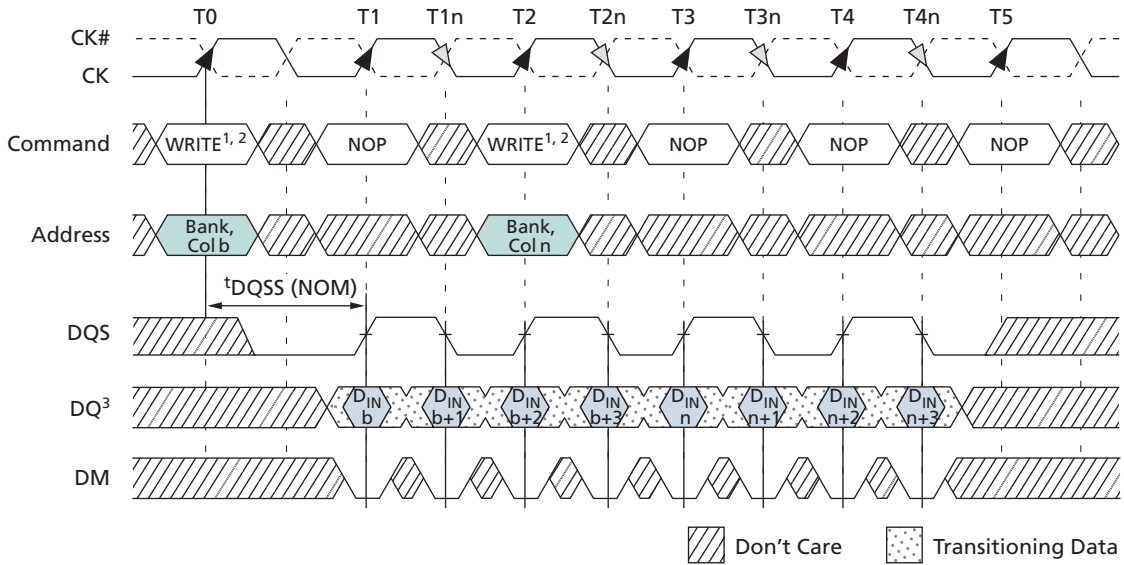 T0 T1 T1n T2 T2n T3 T3n T4 T4n T5
CK#
CK
Command WRITE1, 2 NOP WRITE1, 2 NOP NOP NOP
Address Bank, Col b Bank, Col n
tDQSS (NOM)
DQS
DQ3 DIN b DIN b+1 DIN b+2 DIN b+3 DIN n DIN n+1 DIN n+2 DIN n+3
DM
Don't Care Transitioning Data